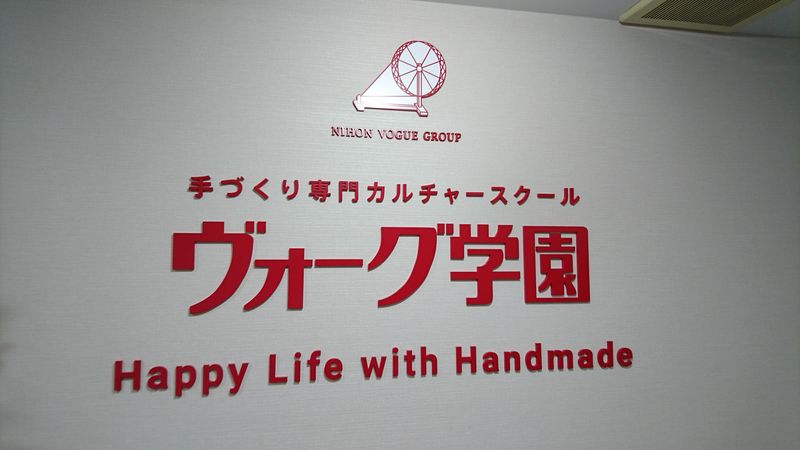 NIHON VOGUE GROUP
手づくり専門カルチャースクール
ヴォーグ学園
Happy Life with Handmade